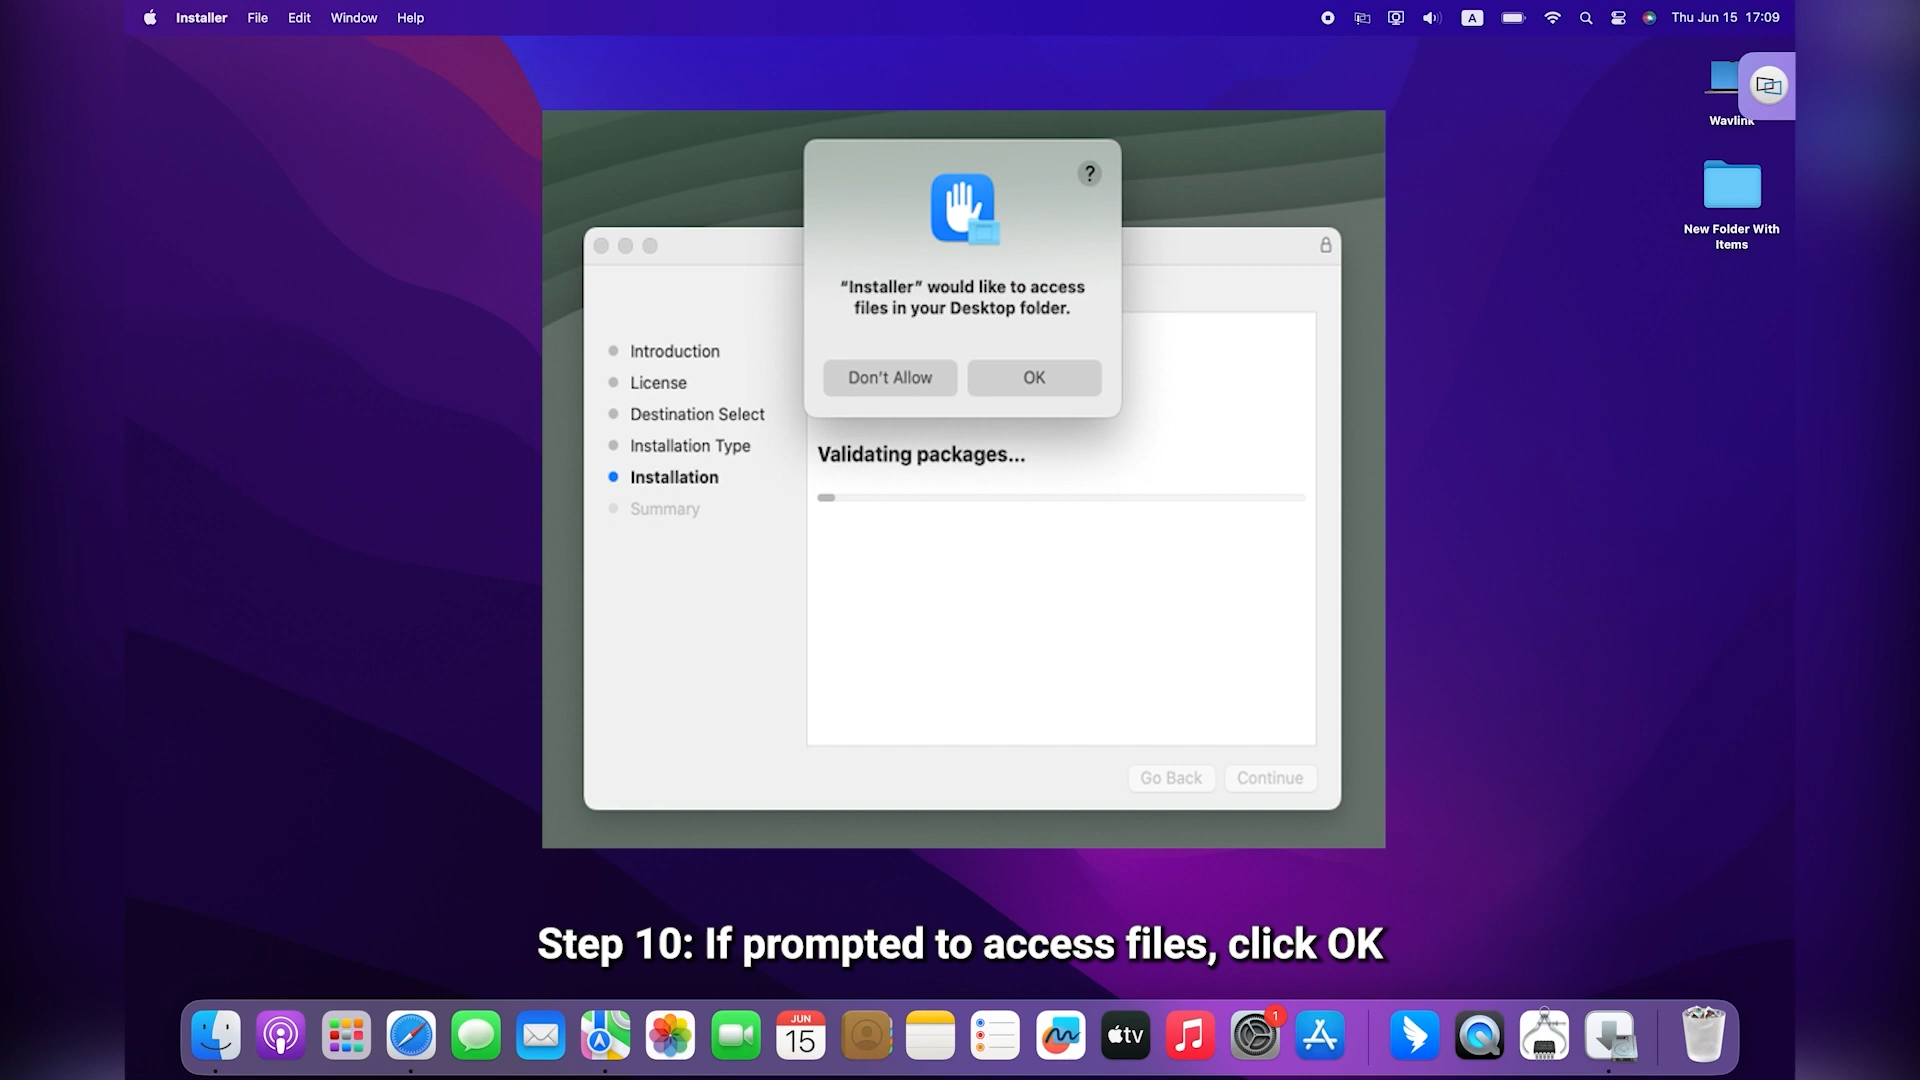 Installer File Edit Window Help
A Thu Jun 15 17:09
Wavlink
New Folder With
Items
?
"Installer" would like to access
files in your Desktop folder.
Don't Allow OK
Introduction
License
Destination Select
Installation Type
Installation
Summary
Validating packages...
Go Back Continue
Step 10: If prompted to access files, click OK
JUN
15
tv
1